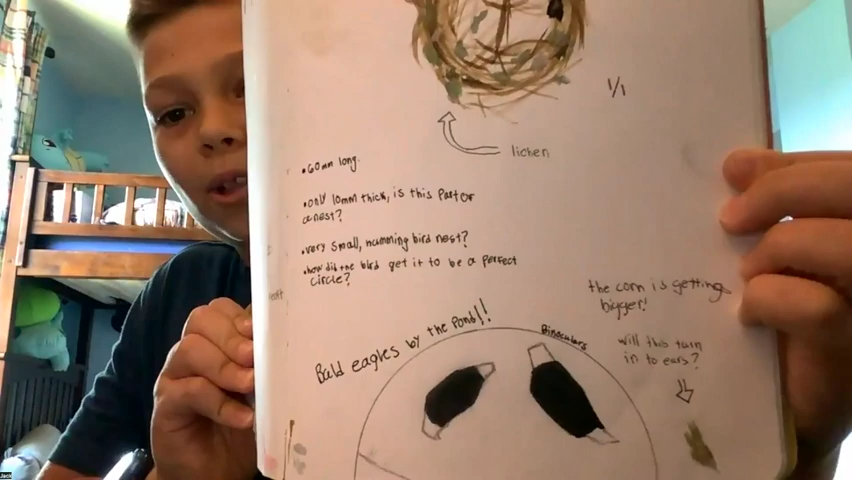 1/1
lichen
•60mm long.
•only 10mm thick, is this part of
a nest?
•very small, humming bird nest?
•how did the bird get it to be a perfect
circle?
the corn is getting
bigger!
Bald eagles by the Pond!!
Binoculars
will this turn
in to ears?
Jack